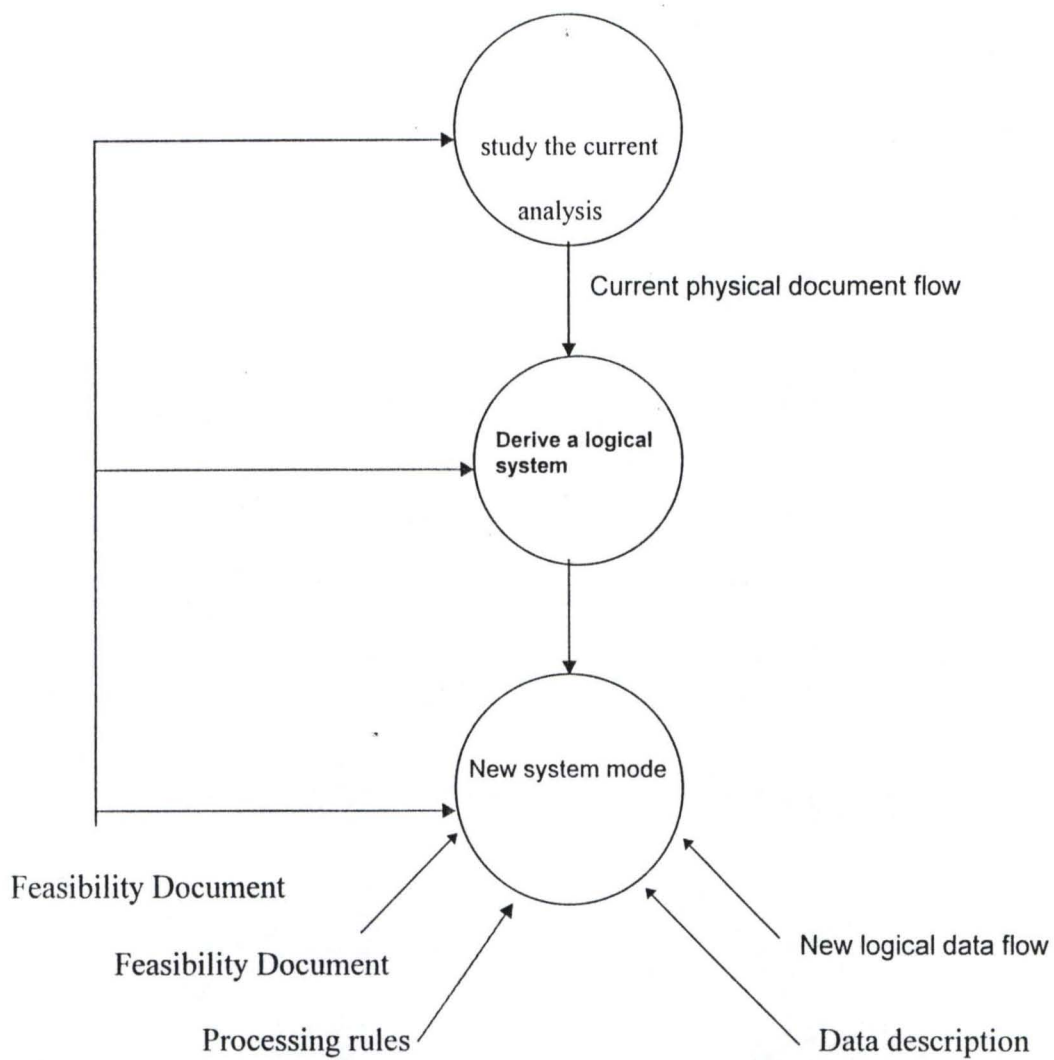 study the current
analysis
Current physical document flow
Derive a logical
system
New system mode
Feasibility Document
Feasibility Document
New logical data flow
Processing rules
Data description